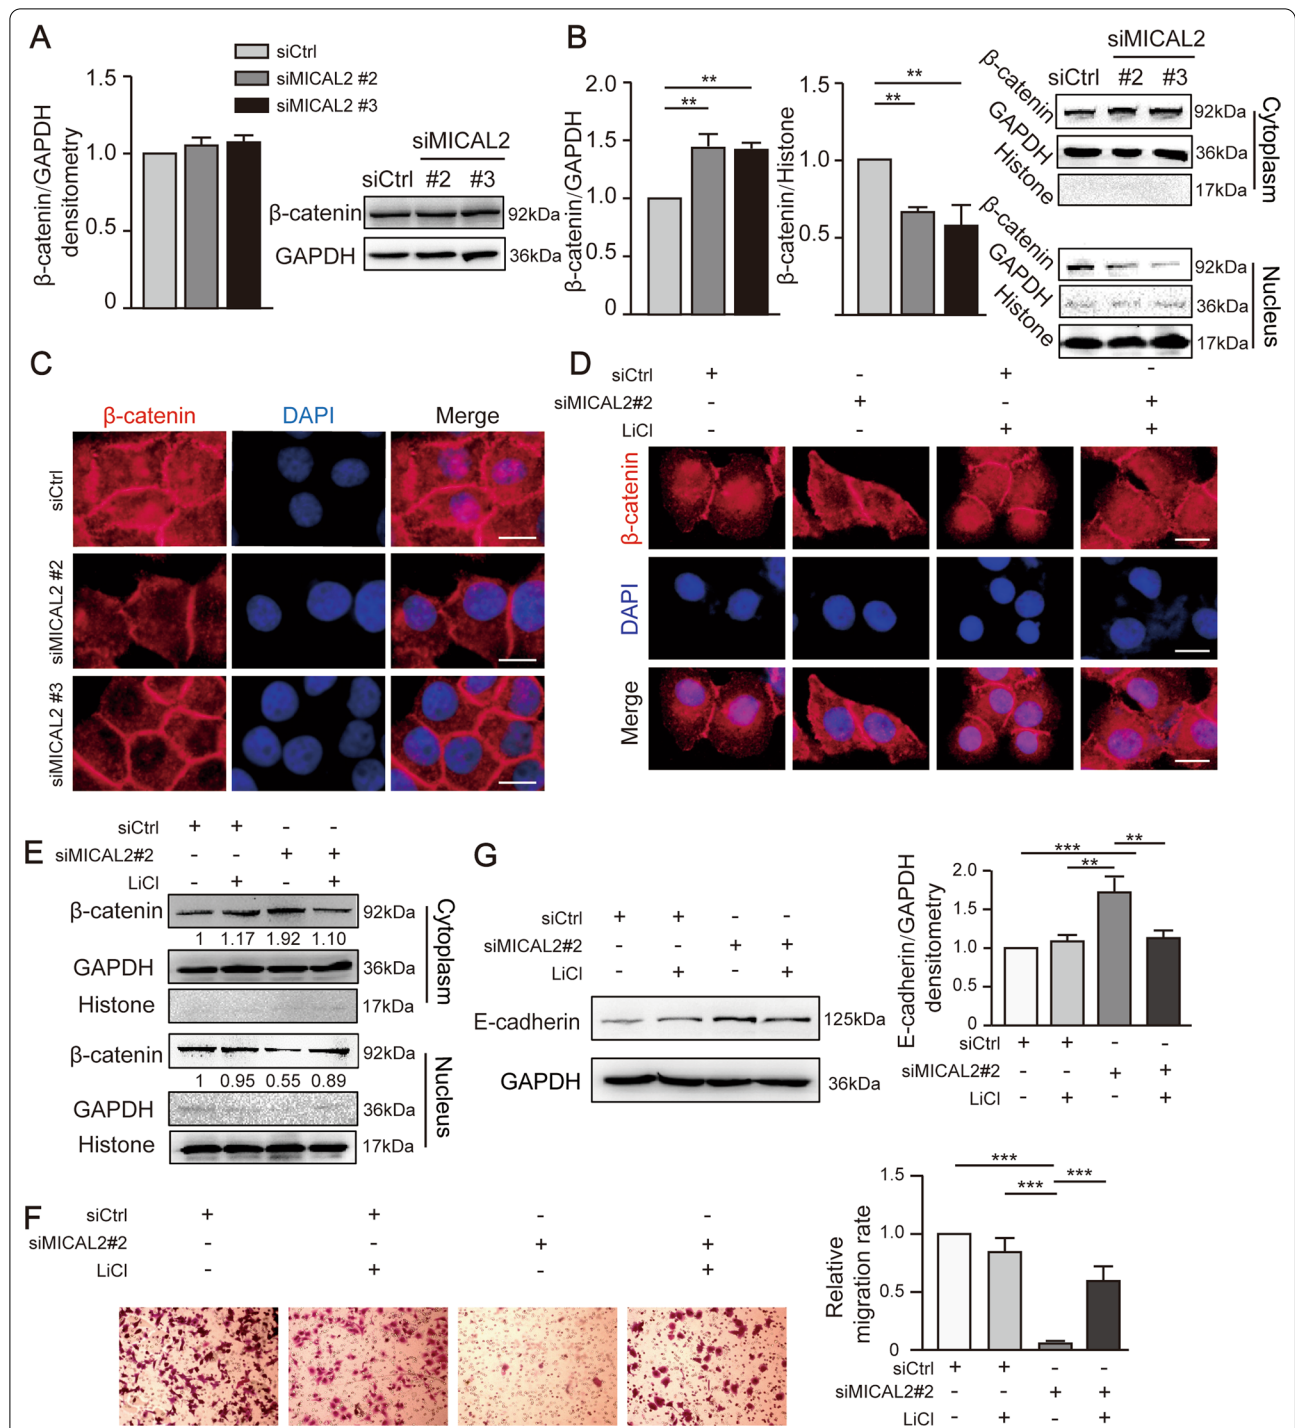 A
siCtrl
siMICAL2 #2
siMICAL2 #3
β-catenin/GAPDH
densitometry
1.5
1.0
0.5
0
siMICAL2
siCtrl #2 #3
β-catenin 92kDa
GAPDH 36kDa
B
β-catenin/GAPDH
2.0
1.5
1.0
0.5
0
**
**
β-catenin/Histone
1.5
1.0
0.5
**
**
siMICAL2
siCtrl #2 #3
β-catenin 92kDa
GAPDH 36kDa
Histone 17kDa
Cytoplasm
β-catenin 92kDa
GAPDH 36kDa
Histone 17kDa
Nucleus
C
β-catenin DAPI Merge
siCtrl
siMICAL2 #2
siMICAL2 #3
D
siCtrl + - + -
siMICAL2#2 - + - +
LiCl - - + +
β-catenin
DAPI
Merge
E
siCtrl + + - -
siMICAL2#2 - - + +
LiCl - + - +
β-catenin 92kDa
1 1.17 1.92 1.10
GAPDH 36kDa
Histone 17kDa
Cytoplasm
β-catenin 92kDa
1 0.95 0.55 0.89
GAPDH 36kDa
Histone 17kDa
Nucleus
G
siCtrl + + - -
siMICAL2#2 - - + +
LiCl - + - +
E-cadherin 125kDa
GAPDH 36kDa
E-cadherin/GAPDH
densitometry
2.0
1.5
1.0
0.5
0
***
**
**
siCtrl + + - -
siMICAL2#2 - - + +
LiCl - + - +
F
siCtrl + + - -
siMICAL2#2 - - + +
LiCl - + - +
Relative
migration rate
1.5
1.0
0.5
0
***
***
***
siCtrl + + - -
siMICAL2#2 - - + +
LiCl - + - +